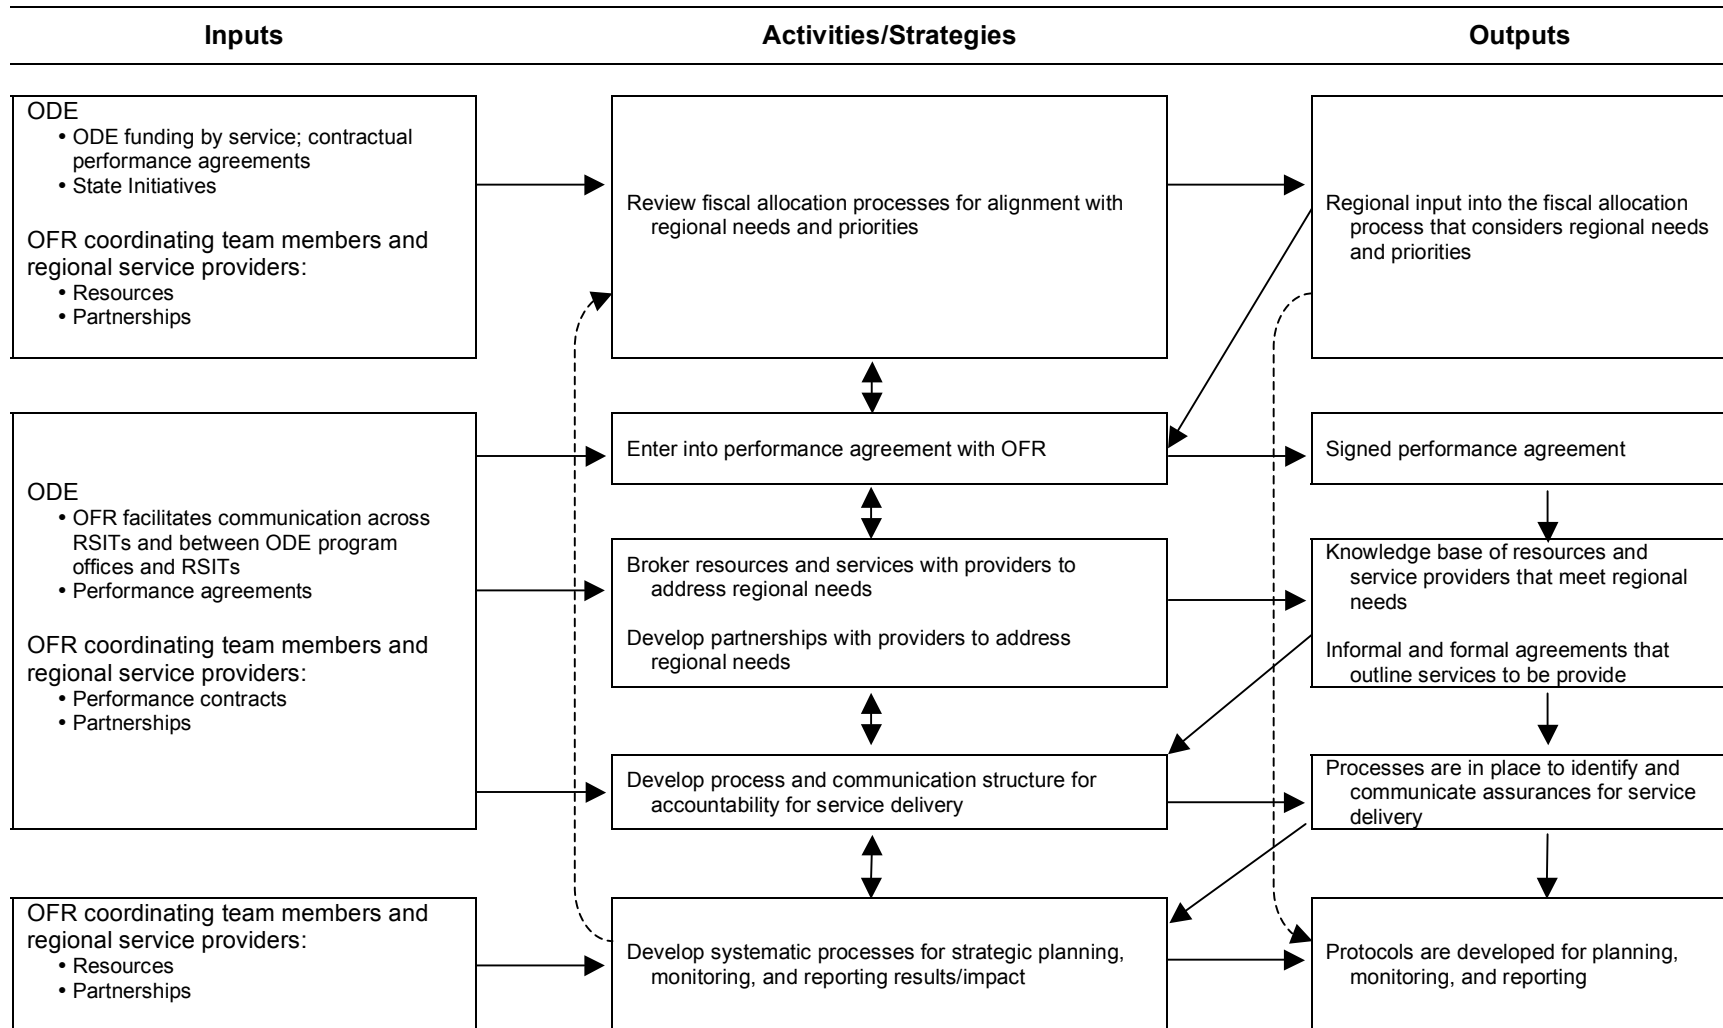 Inputs
Activities/Strategies
Outputs
ODE
• ODE funding by service; contractual
performance agreements
• State Initiatives
OFR coordinating team members and
regional service providers:
• Resources
• Partnerships
Review fiscal allocation processes for alignment with
regional needs and priorities
Regional input into the fiscal allocation
process that considers regional needs
and priorities
ODE
• OFR facilitates communication across
RSITs and between ODE program
offices and RSITs
• Performance agreements
OFR coordinating team members and
regional service providers:
• Performance contracts
• Partnerships
Enter into performance agreement with OFR
Signed performance agreement
Broker resources and services with providers to
address regional needs
Develop partnerships with providers to address
regional needs
Knowledge base of resources and
service providers that meet regional
needs
Informal and formal agreements that
outline services to be provide
Develop process and communication structure for
accountability for service delivery
Processes are in place to identify and
communicate assurances for service
delivery
OFR coordinating team members and
regional service providers:
• Resources
• Partnerships
Develop systematic processes for strategic planning,
monitoring, and reporting results/impact
Protocols are developed for planning,
monitoring, and reporting